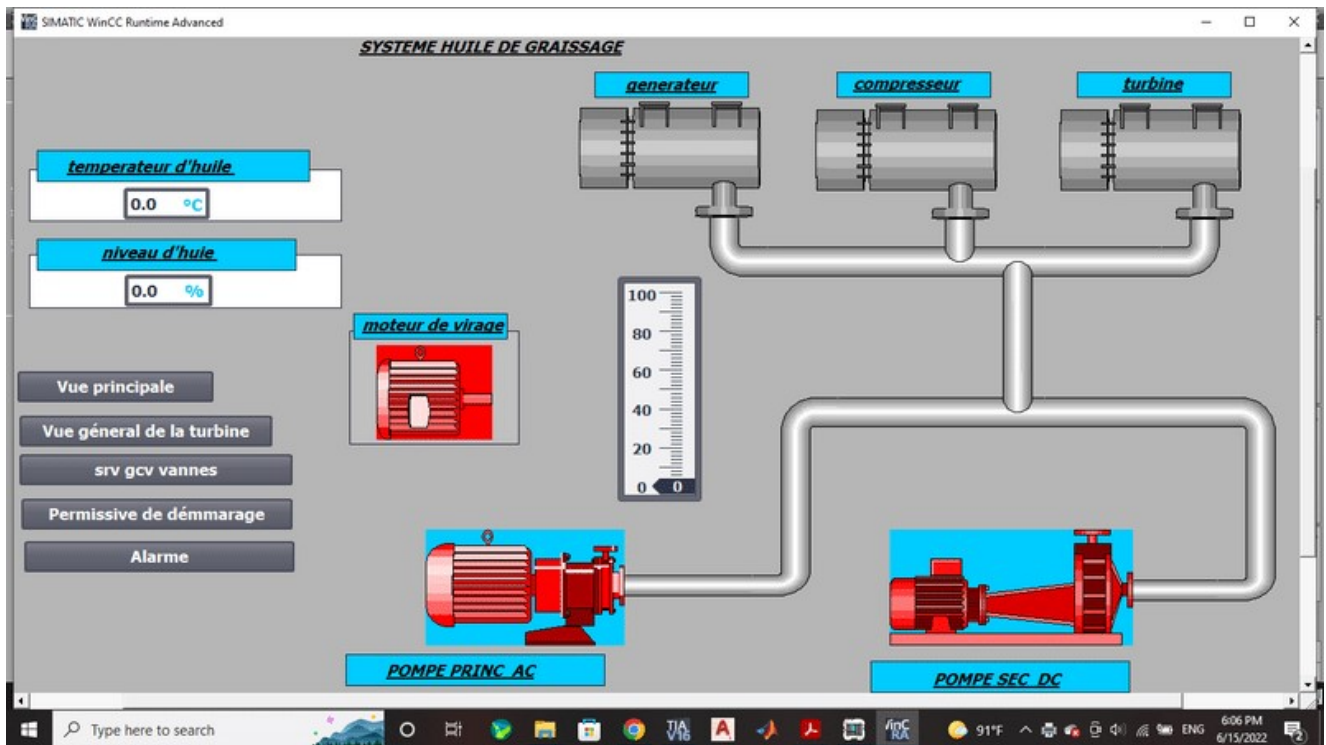 SIMATIC WinCC Runtime Advanced
SYSTEME HUILE DE GRAISSAGE
generateur
compresseur
turbine
temperateur d'huile
0.0 °C
niveau d'huie
0.0 %
moteur de virage
100
80
60
40
20
0 0
Vue principale
Vue géneral de la turbine
srv gcv vannes
Permissive de démmarage
Alarme
POMPE PRINC AC
POMPE SEC DC
Type here to search
TIA V16
91°F
ENG
6:06 PM
6/15/2022
2